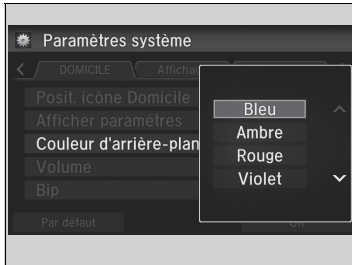 Paramètres système
DOMICILE Affichag
Posit. icône Domicile
Afficher paramètres
Couleur d'arrière-plan
Volume
Bip
Bleu
Ambre
Rouge
Violet
Par défaut OK